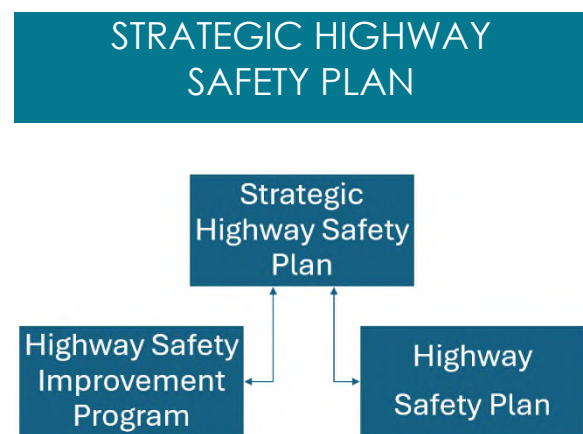 STRATEGIC HIGHWAY
SAFETY PLAN
Strategic
Highway Safety
Plan
Highway Safety
Improvement
Program
Highway
Safety Plan